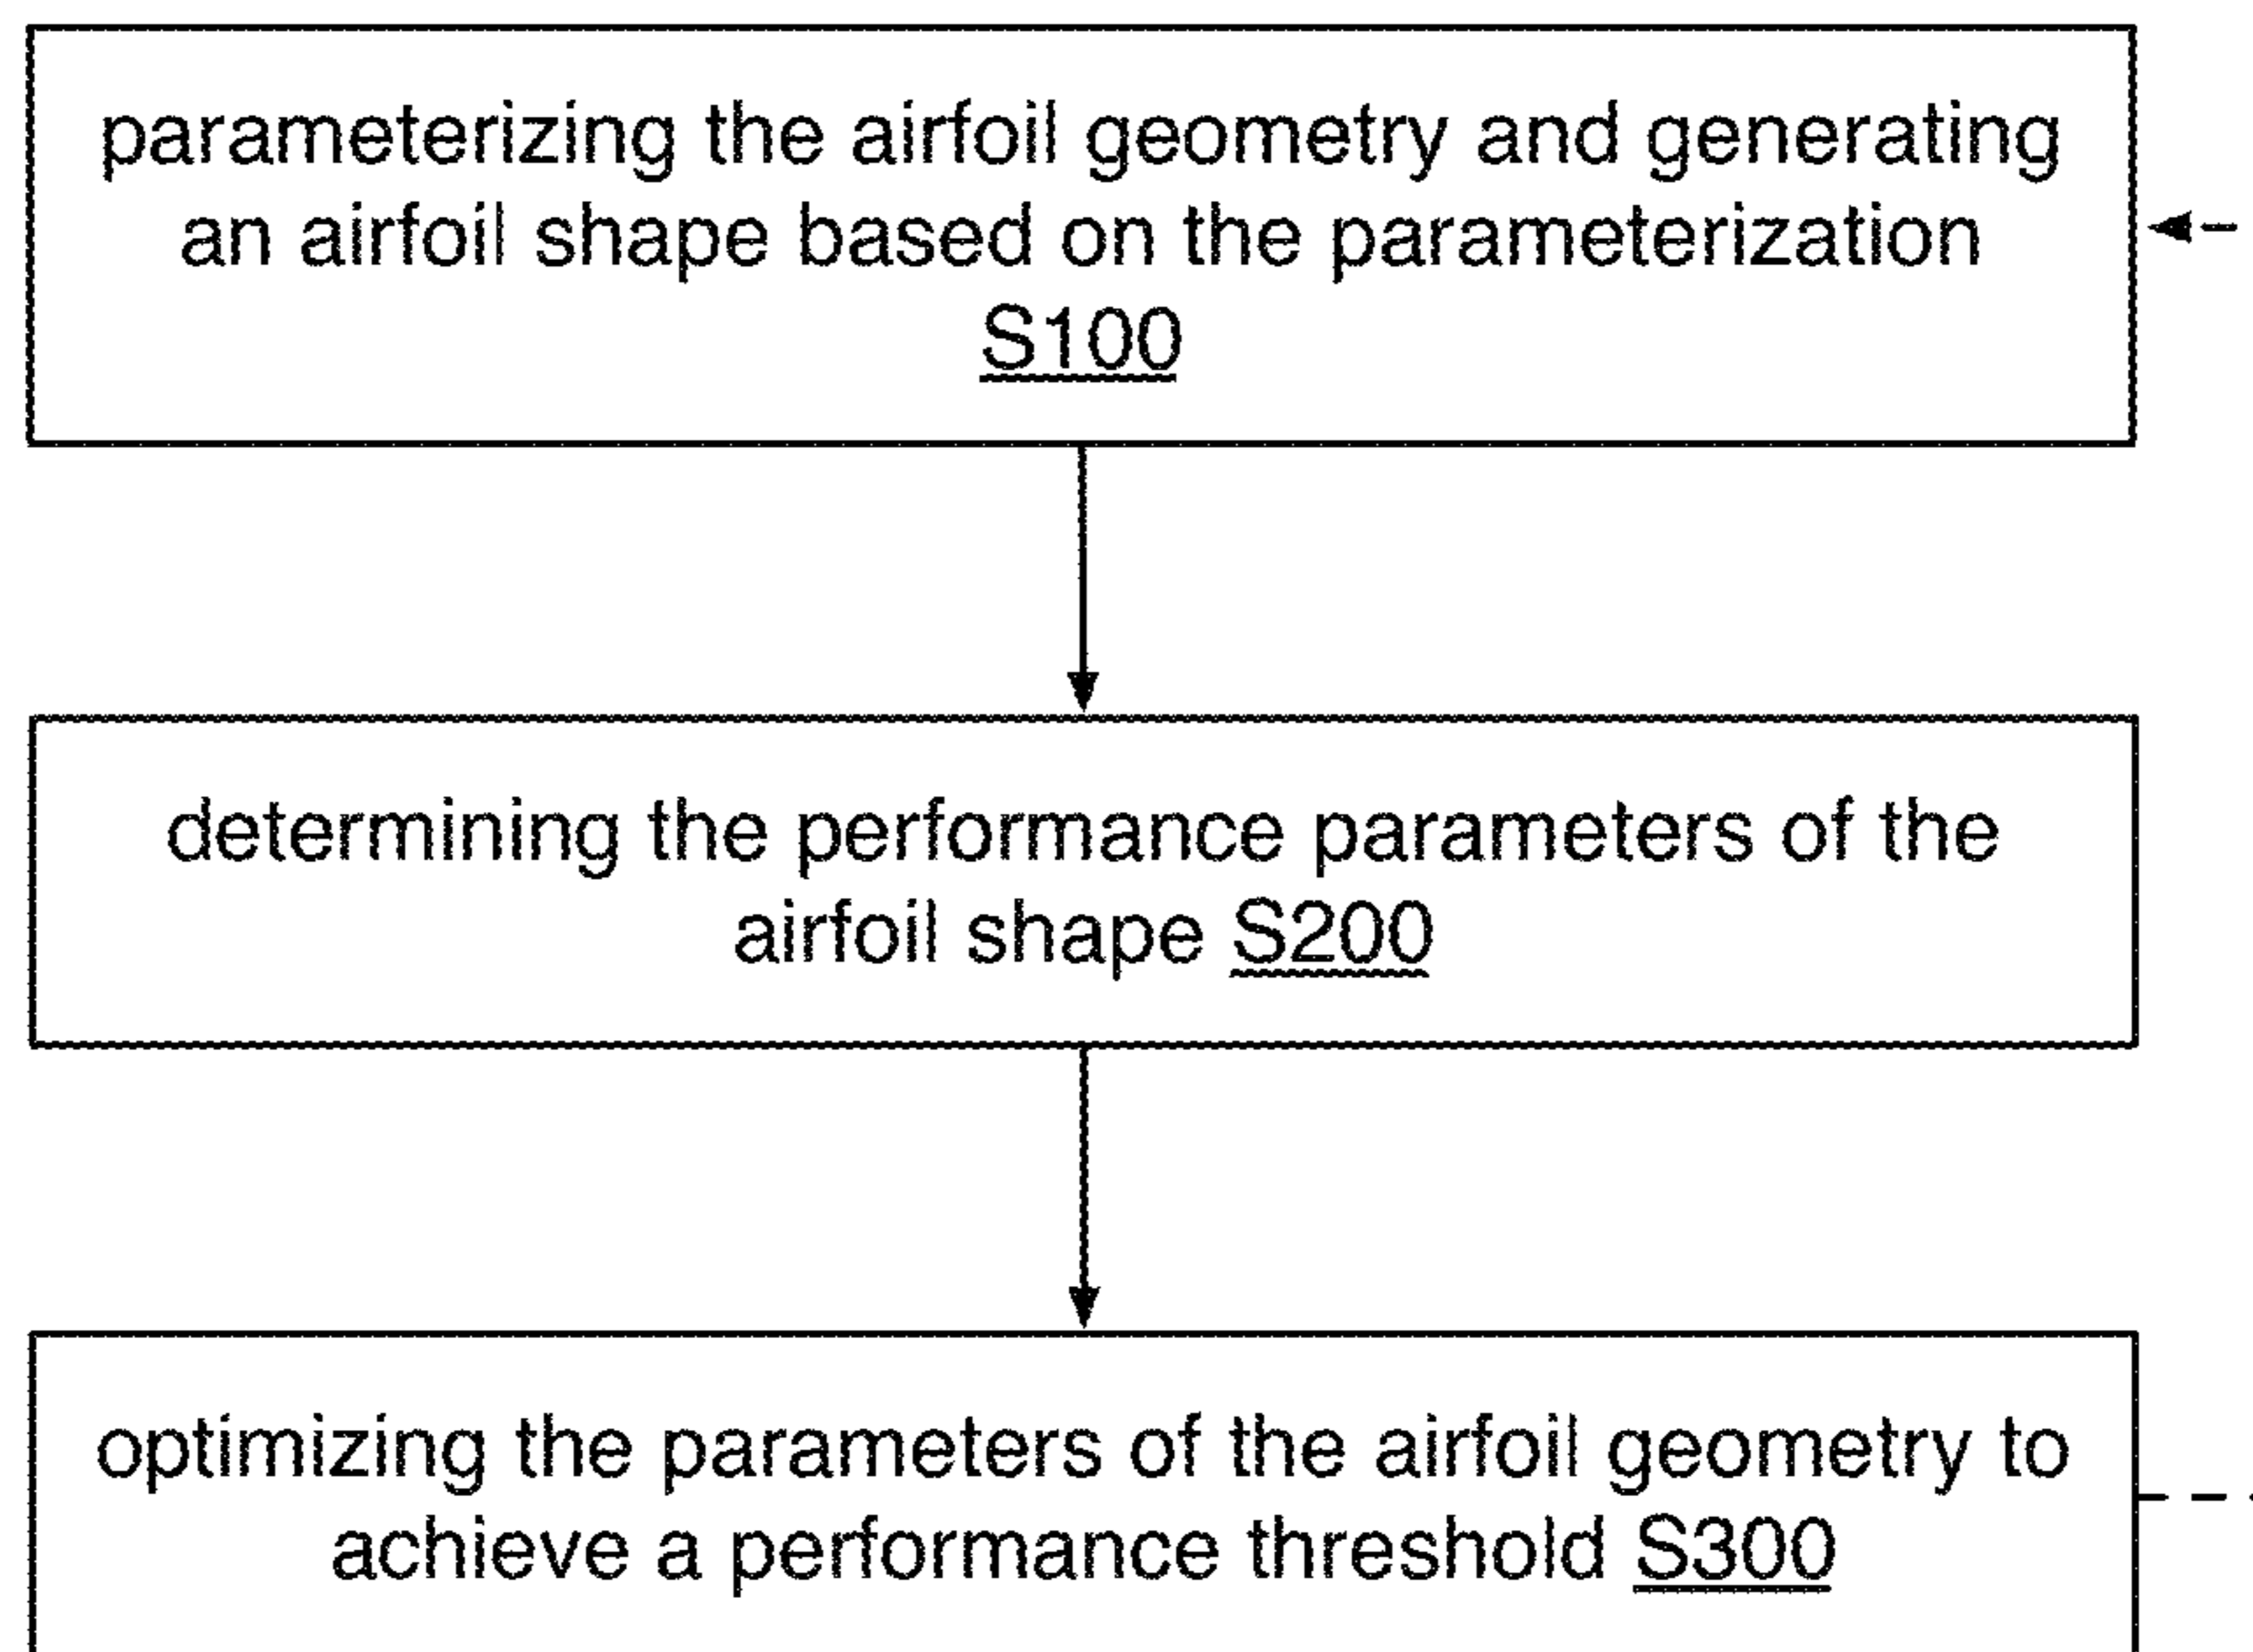 parameterizing the airfoil geometry and generating
an airfoil shape based on the parameterization
S100
determining the performance parameters of the
airfoil shape S200
optimizing the parameters of the airfoil geometry to
achieve a performance threshold S300